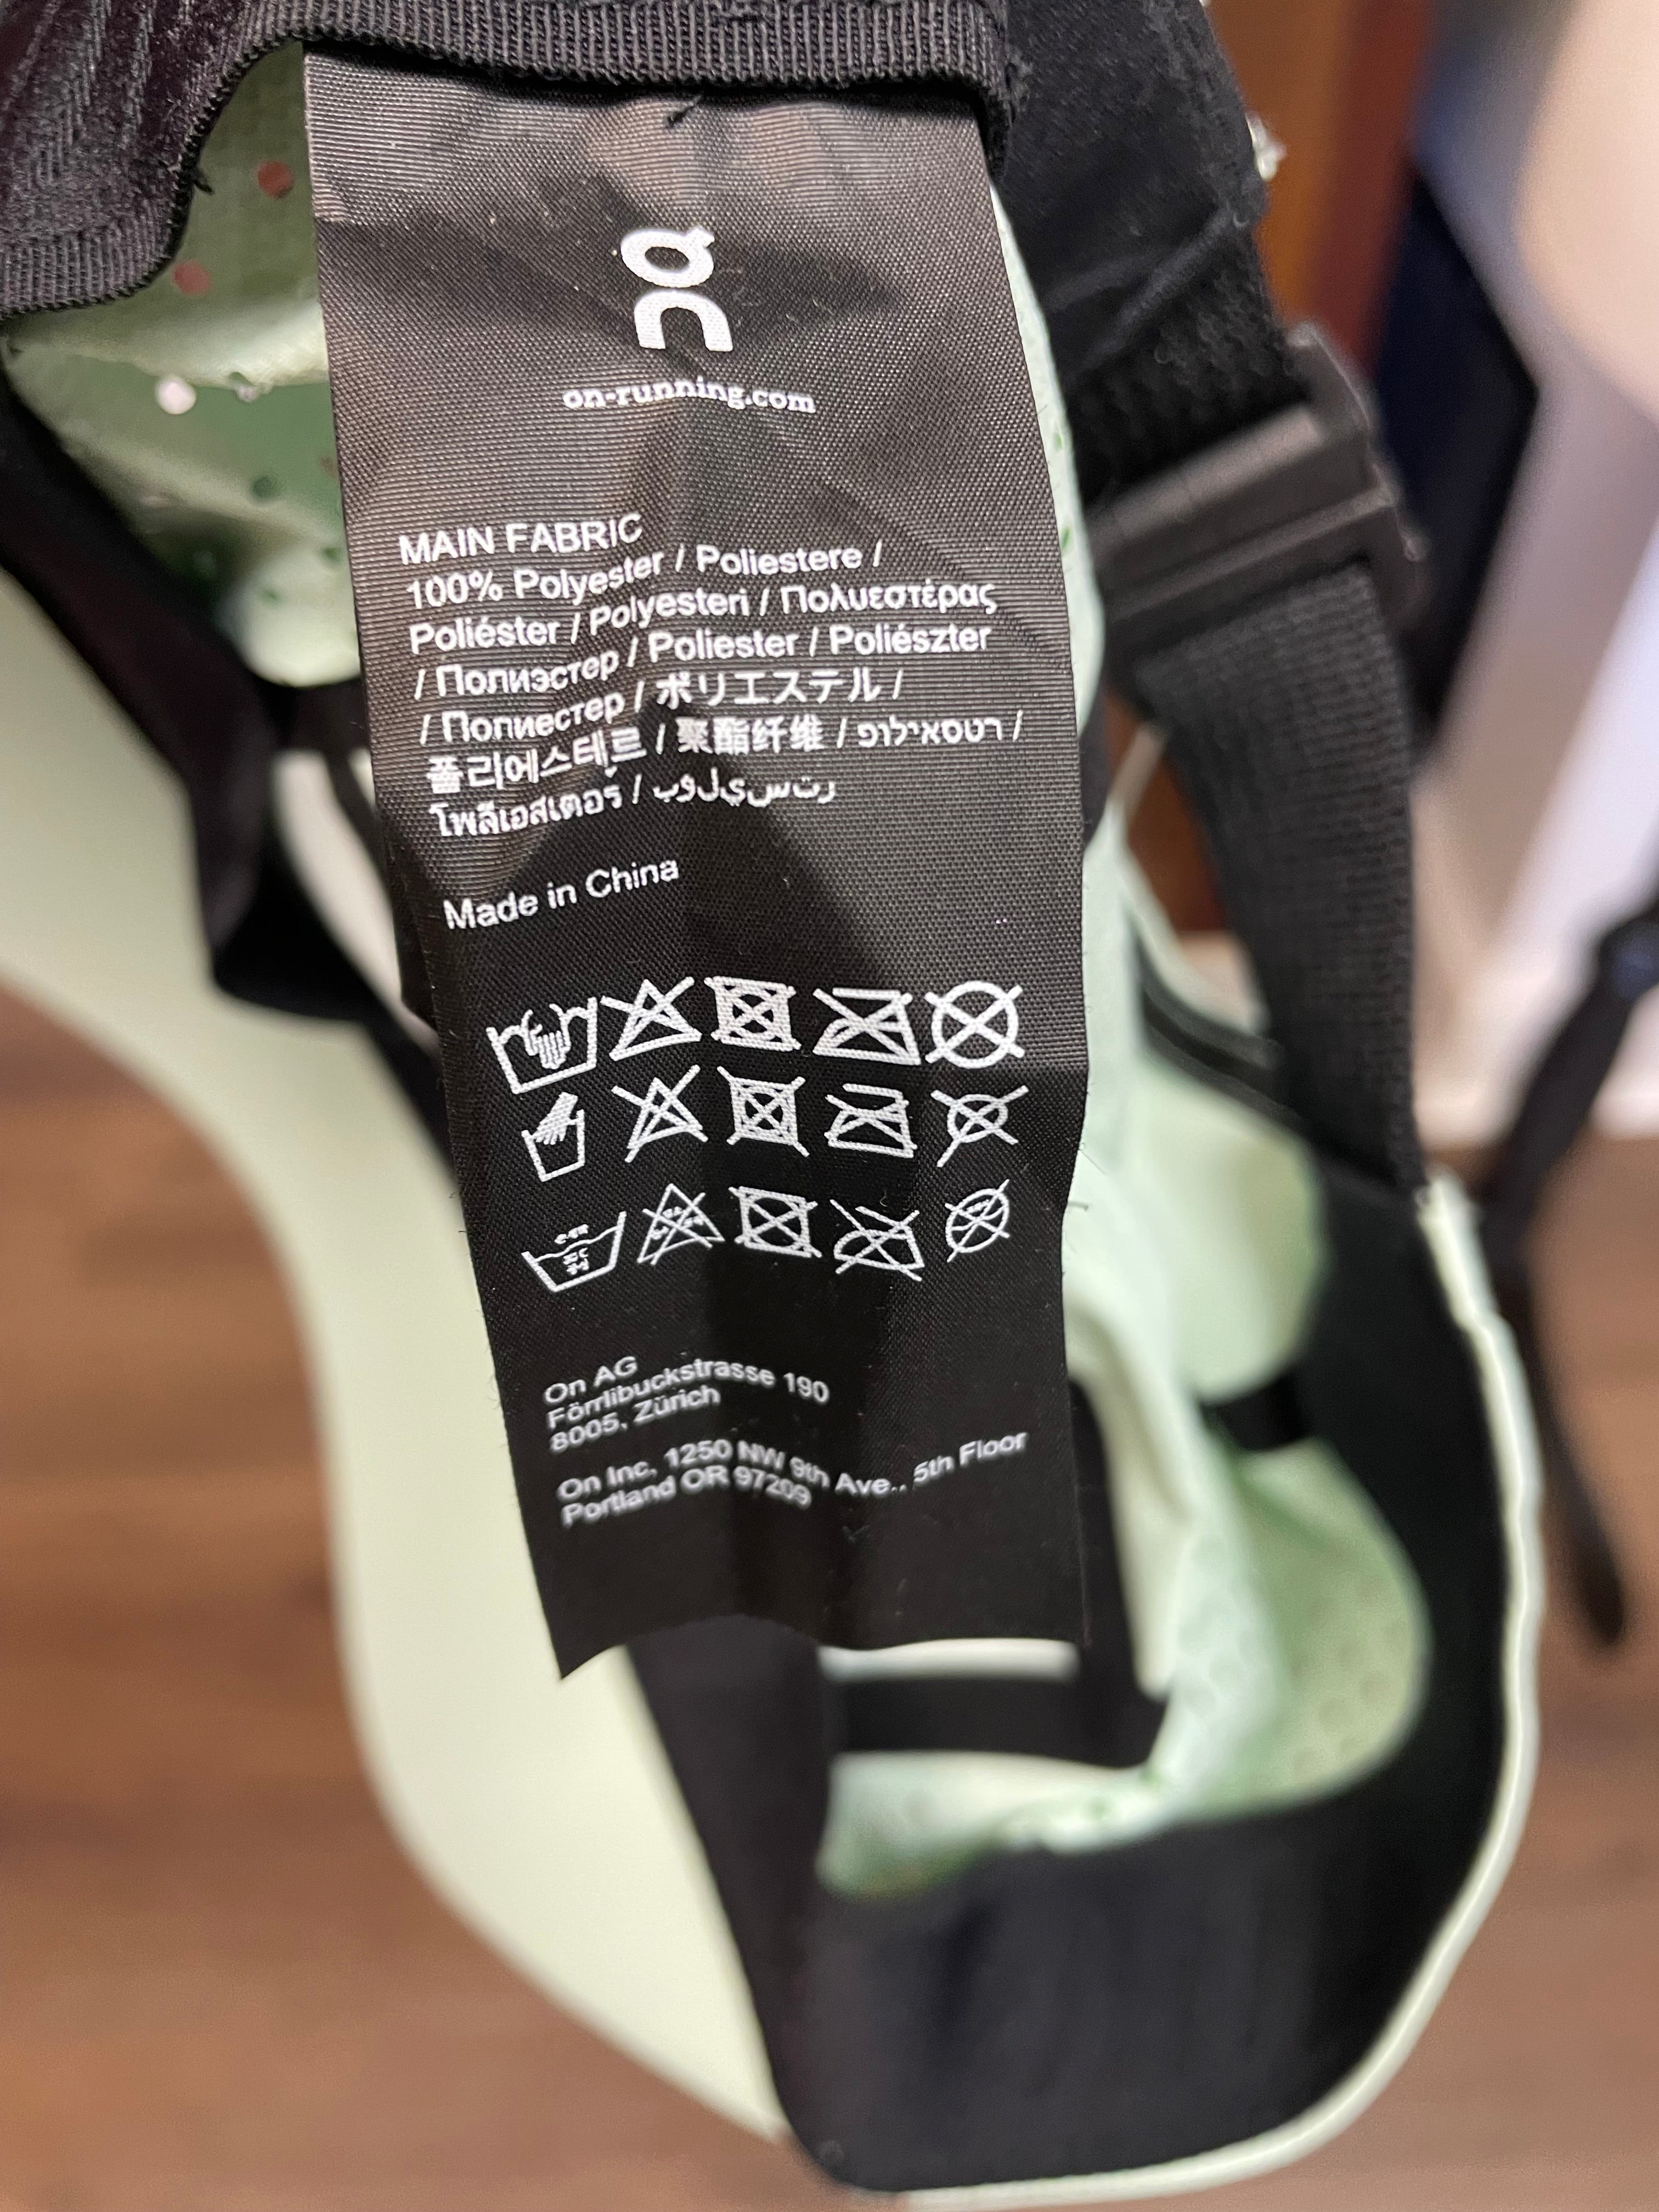 on-running.com
MAIN FABRIC
100% Polyester / Poliestere /
Poliéster / Polyesteri / Πολυεστέρας
/ Полиэстер / Poliester / Poliészter
/ Полиестер / ポリエステル /
폴리에스테르 / 聚酯纤维 / פוליאסטר /
โพลีเอสเตอร์ / ر ت س ي ل و ب
Made in China
On AG
Förrlibuckstrasse 190
8005, Zürich
On Inc, 1250 NW 9th Ave., 5th Floor
Portland OR 97209